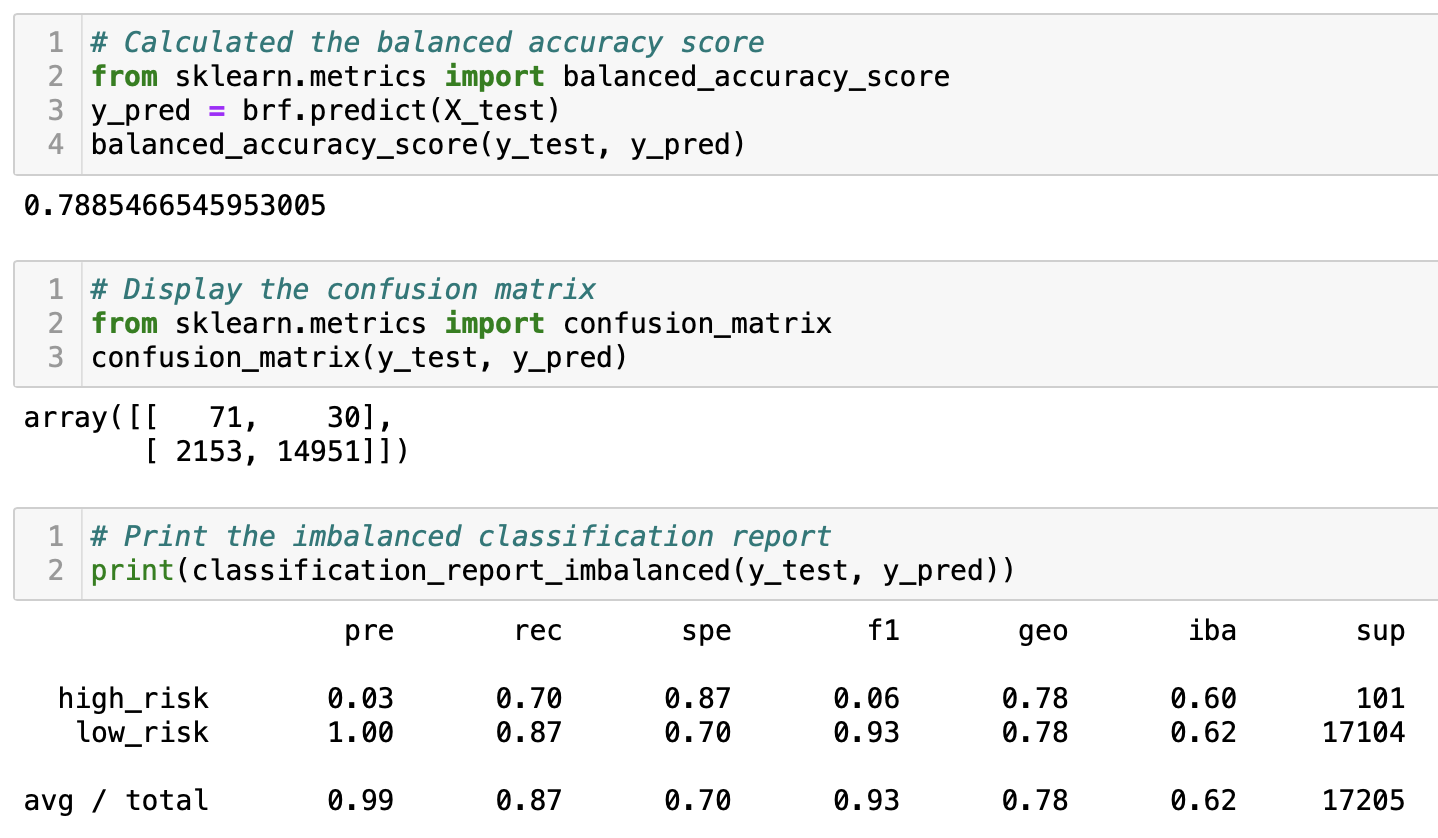 1 # Calculated the balanced accuracy score
2 from sklearn.metrics import balanced_accuracy_score
3 y_pred = brf.predict(X_test)
4 balanced_accuracy_score(y_test, y_pred)
0.7885466545953005
1 # Display the confusion matrix
2 from sklearn.metrics import confusion_matrix
3 confusion_matrix(y_test, y_pred)
array([[   71,    30],
       [ 2153, 14951]])
1 # Print the imbalanced classification report
2 print(classification_report_imbalanced(y_test, y_pred))
                   pre       rec       spe        f1       geo       iba       sup
  high_risk       0.03      0.70      0.87      0.06      0.78      0.60       101
   low_risk       1.00      0.87      0.70      0.93      0.78      0.62     17104
avg / total       0.99      0.87      0.70      0.93      0.78      0.62     17205